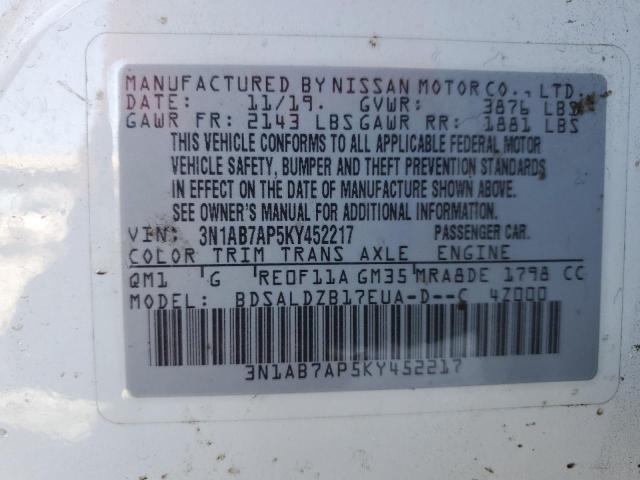 MANUFACTURED BY NISSAN MOTOR CO., LTD.
DATE: 11/19. GVWR: 3876 LBS
GAWR FR: 2143 LBS GAWR RR: 1881 LBS
THIS VEHICLE CONFORMS TO ALL APPLICABLE FEDERAL MOTOR
VEHICLE SAFETY, BUMPER AND THEFT PREVENTION STANDARDS
IN EFFECT ON THE DATE OF MANUFACTURE SHOWN ABOVE.
SEE OWNER'S MANUAL FOR ADDITIONAL INFORMATION.
VIN: 3N1AB7AP5KY452217 PASSENGER CAR.
COLOR TRIM TRANS AXLE ENGINE
QM1 G RE0F11A GM35 MRA8DE 1798 CC
MODEL: BDSALDZB17EUA-D--C 4Z000
3N1AB7AP5KY452217